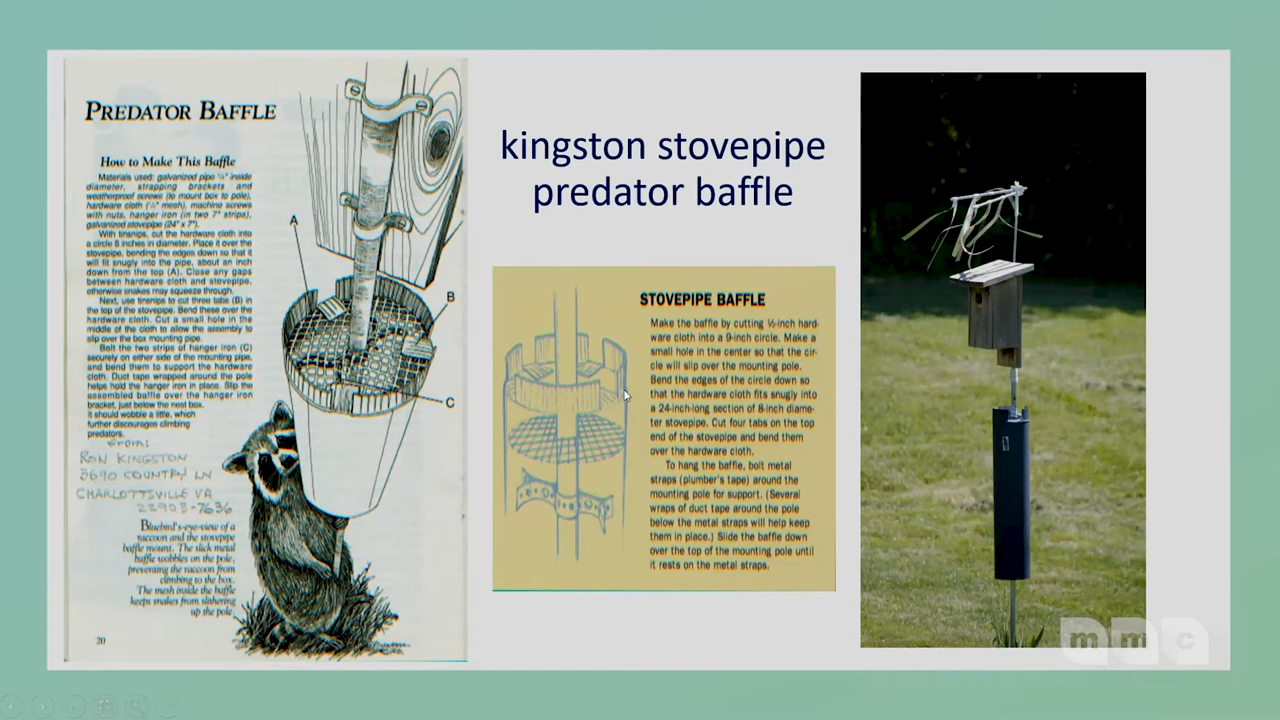 PREDATOR BAFFLE
How to Make This Baffle
Materials used: galvanized pipe ¾" inside
diameter, strapping brackets and
weatherproof screws (to mount box to pole),
hardware cloth (½" mesh), machine screws
with nuts, hanger iron (in two 7" strips),
galvanized stovepipe (24" x 7").
With tinsnips, cut the hardware cloth into
a circle 8 inches in diameter. Place it over the
stovepipe, bending the edges down so that it
will fit snugly into the pipe, about an inch
down from the top (A). Close any gaps
between hardware cloth and stovepipe,
otherwise snakes may squeeze through.
Next, use tinsnips to cut three tabs (B) in
the top of the stovepipe. Bend these over the
hardware cloth. Cut a small hole in the
middle of the cloth to allow the assembly to
slip over the box mounting pipe.
Bolt the two strips of hanger iron (C)
securely on either side of the mounting pipe,
and bend them to support the hardware
cloth. Duct tape wrapped around the pole
helps hold the hanger iron in place. Slip the
assembled baffle over the hanger iron
bracket, just below the nest box.
It should wobble a little, which
further discourages climbing
predators.
from:
RON KINGSTON
3690 COUNTRY LN
CHARLOTTSVILLE VA
22903-7636
Bluebird's-eye-view of a
raccoon and the stovepipe
baffle mount. The slick metal
baffle wobbles on the pole,
preventing the raccoon from
climbing to the box.
The mesh inside the baffle
keeps snakes from slithering
up the pole.
20
A
B
C
kingston stovepipe
predator baffle
STOVEPIPE BAFFLE
Make the baffle by cutting ½-inch hard-
ware cloth into a 9-inch circle. Make a
small hole in the center so that the cir-
cle will slip over the mounting pole.
Bend the edges of the circle down so
that the hardware cloth fits snugly into
a 24-inch-long section of 8-inch diame-
ter stovepipe. Cut four tabs on the top
end of the stovepipe and bend them
over the hardware cloth.
To hang the baffle, bolt metal
straps (plumber's tape) around the
mounting pole for support. (Several
wraps of duct tape around the pole
below the metal straps will help keep
them in place.) Slide the baffle down
over the top of the mounting pole until
it rests on the metal straps.
mmc